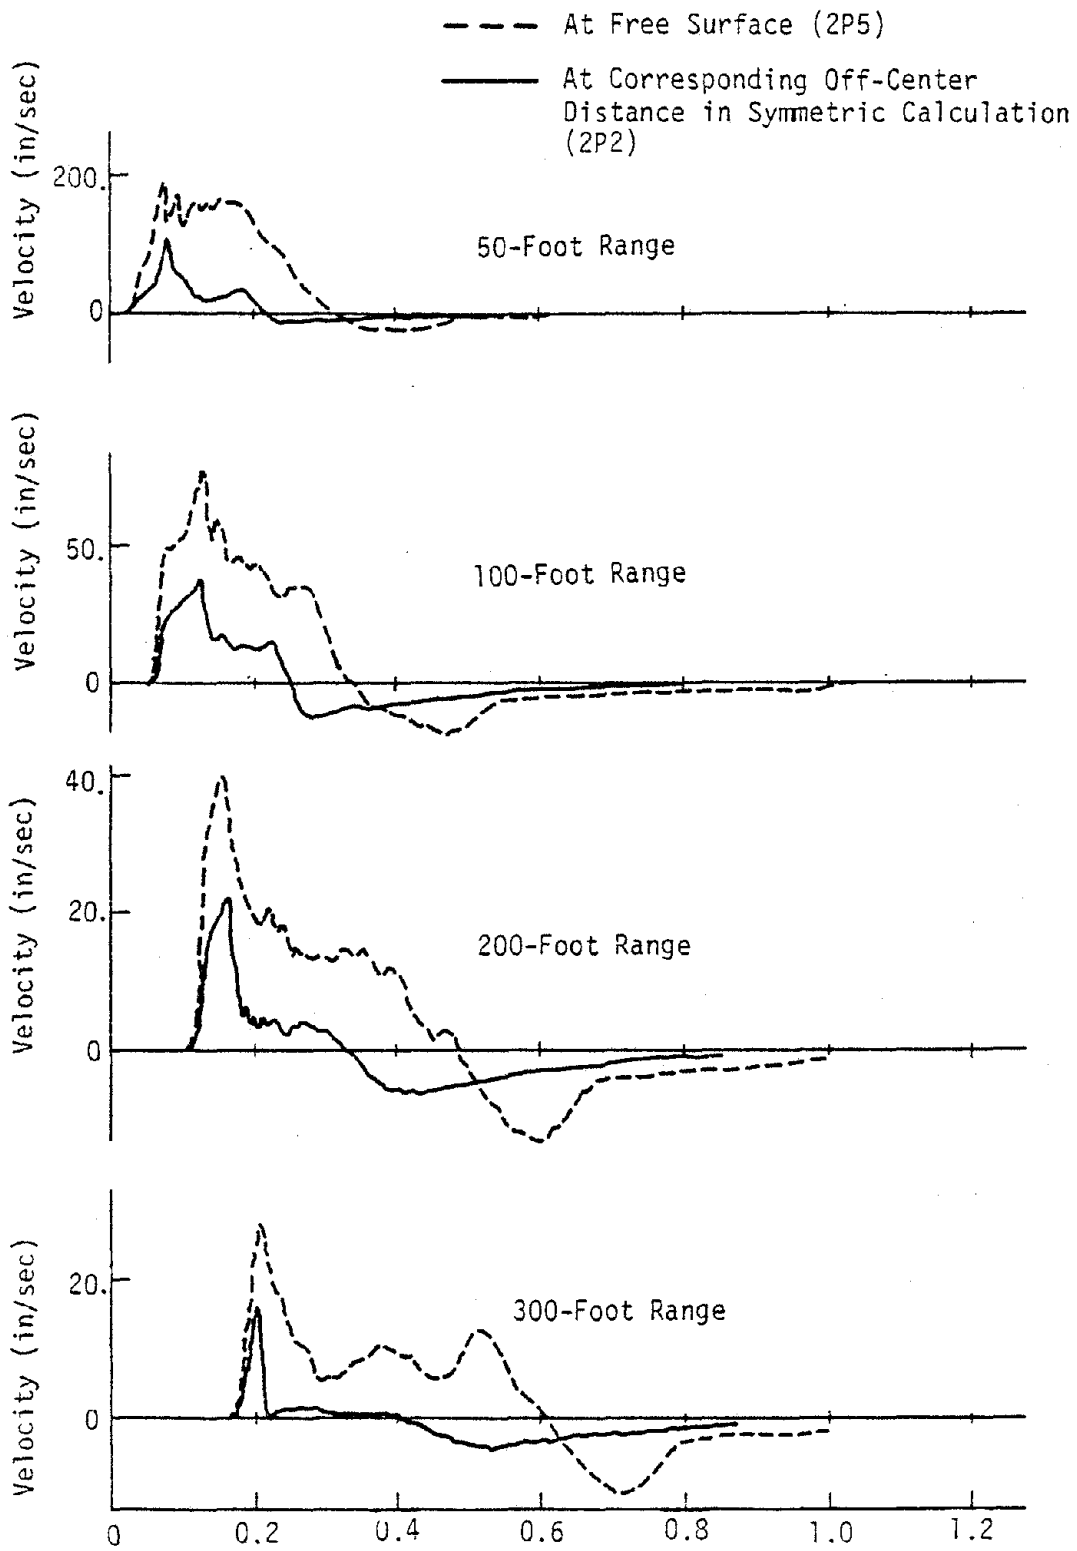 At Free Surface (2P5)
At Corresponding Off-Center
Distance in Symmetric Calculation
(2P2)
Velocity (in/sec)
200.
0
50-Foot Range
Velocity (in/sec)
50.
0
100-Foot Range
Velocity (in/sec)
40.
20.
0
200-Foot Range
Velocity (in/sec)
20.
0
300-Foot Range
0
0.2
0.4
0.6
0.8
1.0
1.2